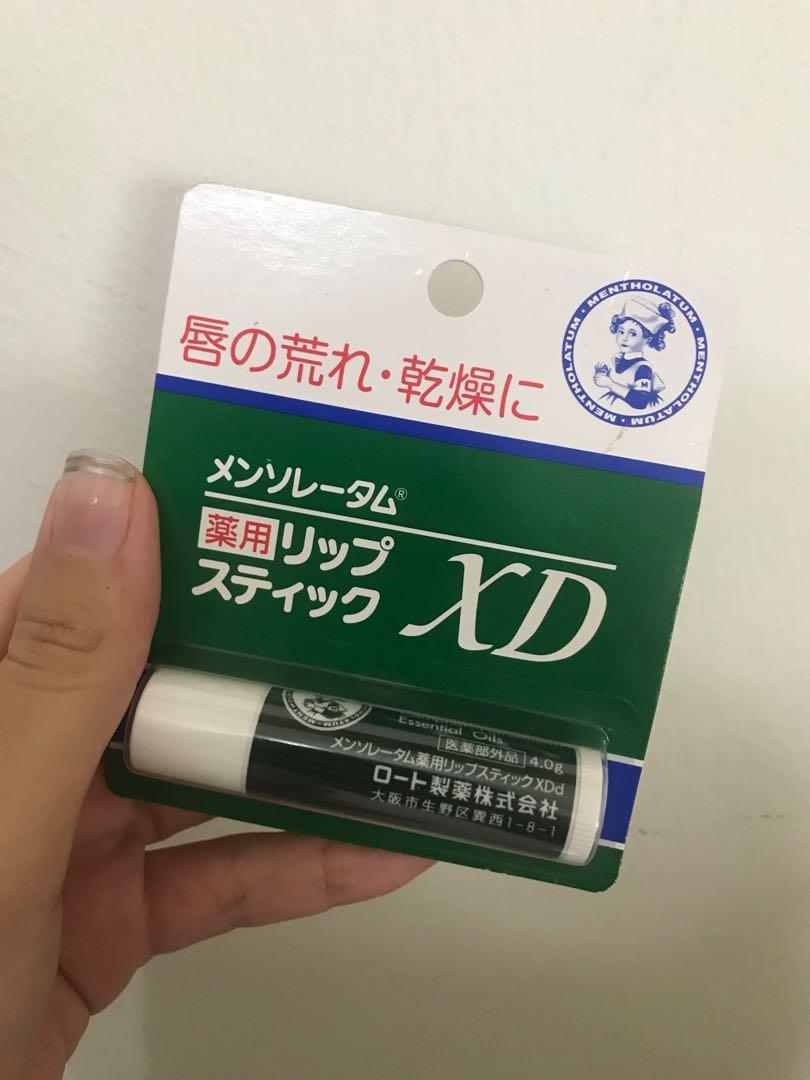 唇の荒れ・乾燥に
MENTHOLATUM・MENTHOLATUM・MENTHOLATUM・
M
メンソレータム®
薬用リップ
スティック
XD
Essential Oils
医薬部外品 4.0g
メンソレータム薬用リップスティックXDd
ロート製薬株式会社
大阪市生野区巽西1-8-1